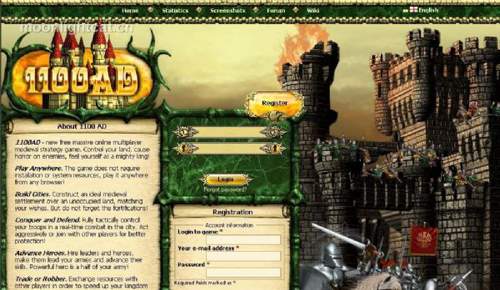 Home
Statistics
Screenshots
Forum
Wiki
English
moonlightcat.cn
1100AD
Register
About 1100 AD
1100AD - new free massive online multiplayer
medieval strategy game. Control your land, cause
horror on enemies, feel yourself as a mighty king!
Play Anywhere. The game does not require
installation or system resources, play it anywhere
from any browser!
Build Cities. Construct an ideal medieval
settlement over an unoccupied land, matching
your wishes. But do not forget the fortifications!
Conquer and Defend. Fully tactically control
your troops in a real-time combat in the city. Act
aggressively or join with other players for better
protection!
Advance Heroes. Hire leaders and heroes,
make them lead your armies and advance their
skills. Powerful hero is a half of your army!
Trade or Robber. Exchange resources with
other players in order to speed up your kingdom
Login
Forgot password?
Registration
Account information
Login to game *
Your e-mail address *
Password *
Required fields marked as *